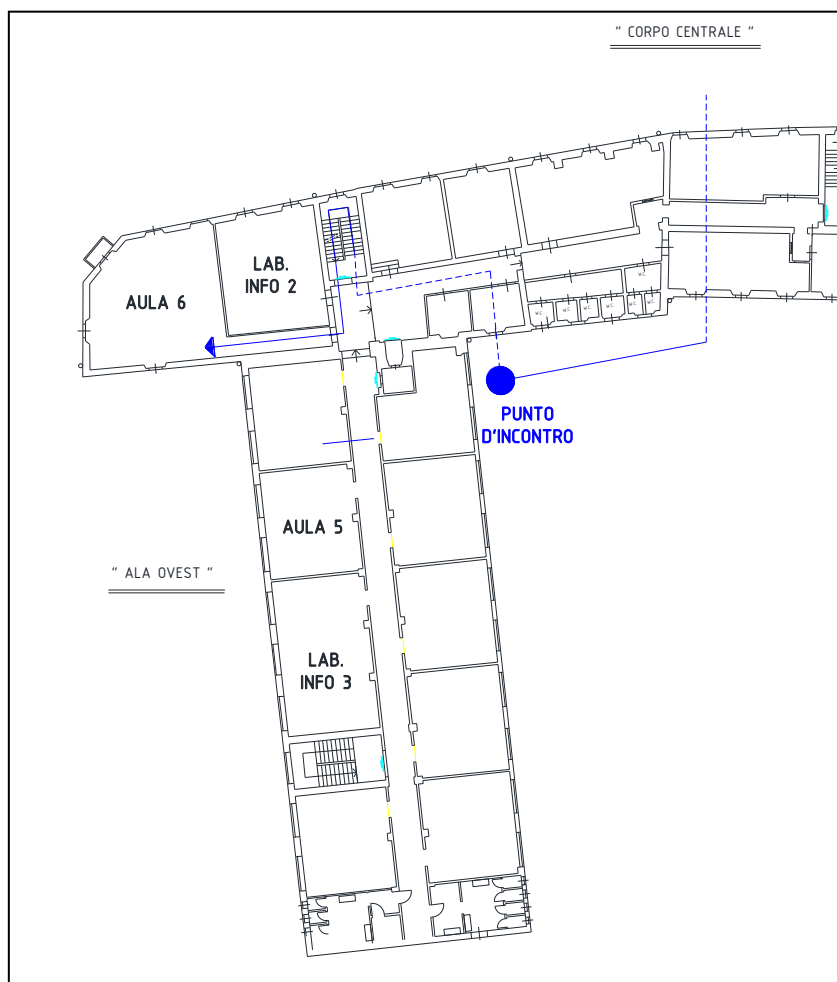 " CORPO CENTRALE "
LAB.
INFO 2
AULA 6
W.C.
W.C.
W.C.
W.C.
W.C.
W.C.
W.C.
PUNTO
D'INCONTRO
AULA 5
" ALA OVEST "
LAB.
INFO 3